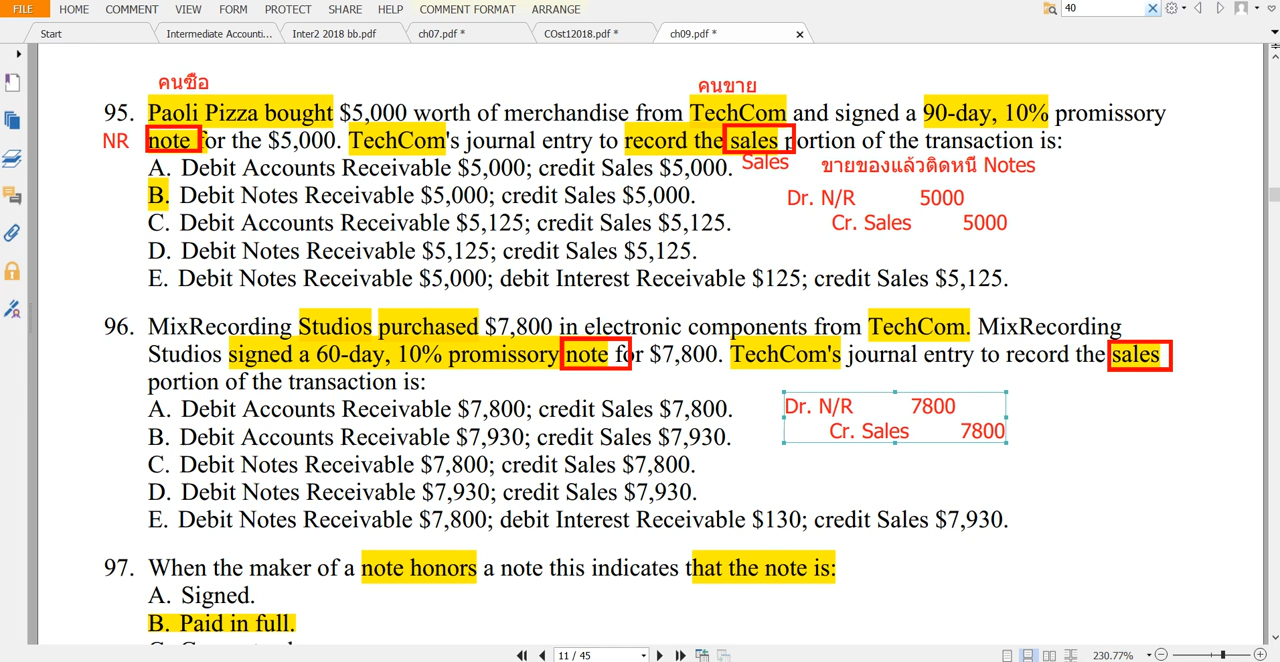 FILE HOME COMMENT VIEW FORM PROTECT SHARE HELP COMMENT FORMAT ARRANGE 40
Start Intermediate Accounti... Inter2 2018 bb.pdf ch07.pdf * COst12018.pdf * ch09.pdf *
คนซือ คนขาย
95. Paoli Pizza bought $5,000 worth of merchandise from TechCom and signed a 90-day, 10% promissory
NR note for the $5,000. TechCom's journal entry to record the sales portion of the transaction is:
A. Debit Accounts Receivable $5,000; credit Sales $5,000. Sales ขายของแล้วติดหนี Notes
B. Debit Notes Receivable $5,000; credit Sales $5,000. Dr. N/R 5000
C. Debit Accounts Receivable $5,125; credit Sales $5,125. Cr. Sales 5000
D. Debit Notes Receivable $5,125; credit Sales $5,125.
E. Debit Notes Receivable $5,000; debit Interest Receivable $125; credit Sales $5,125.
96. MixRecording Studios purchased $7,800 in electronic components from TechCom. MixRecording
Studios signed a 60-day, 10% promissory note for $7,800. TechCom's journal entry to record the sales
portion of the transaction is:
A. Debit Accounts Receivable $7,800; credit Sales $7,800. Dr. N/R 7800
B. Debit Accounts Receivable $7,930; credit Sales $7,930. Cr. Sales 7800
C. Debit Notes Receivable $7,800; credit Sales $7,800.
D. Debit Notes Receivable $7,930; credit Sales $7,930.
E. Debit Notes Receivable $7,800; debit Interest Receivable $130; credit Sales $7,930.
97. When the maker of a note honors a note this indicates that the note is:
A. Signed.
B. Paid in full.
11 / 45 230.77%